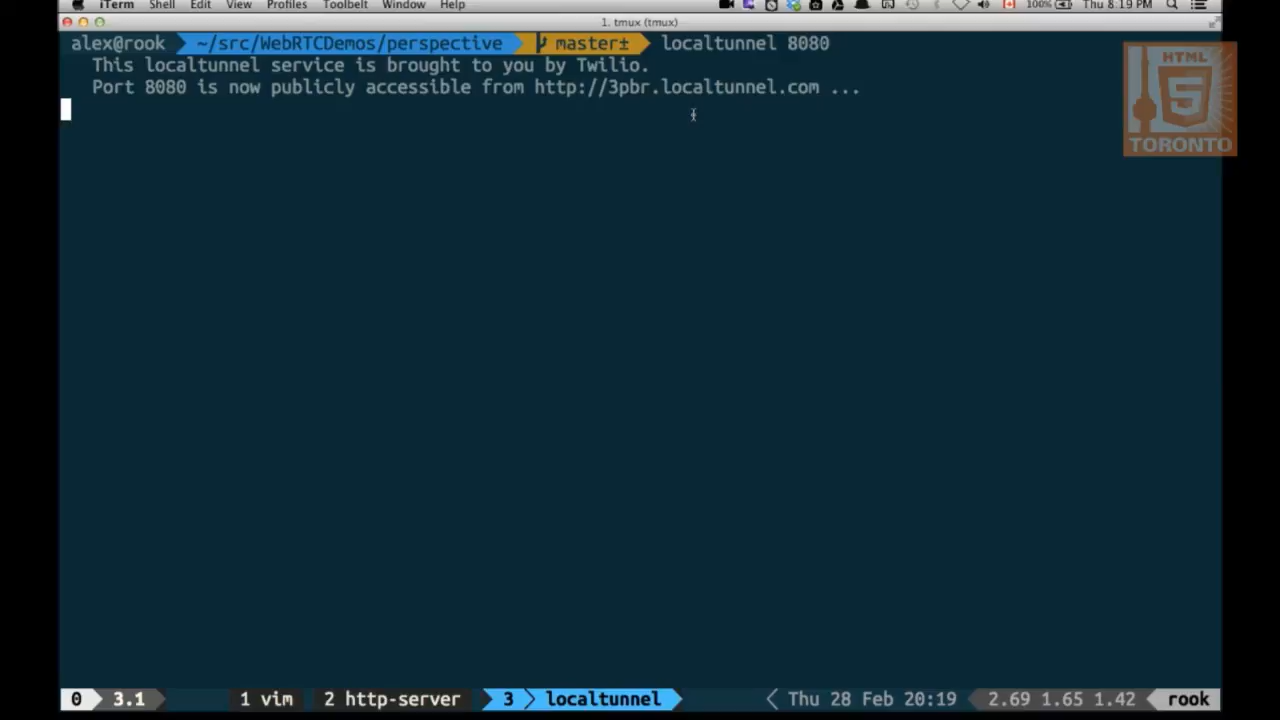 iTerm Shell Edit View Profiles Toolbelt Window Help 100% Thu 8:19 PM
1. tmux (tmux)
alex@rook ~/src/WebRTCDemos/perspective master± localtunnel 8080
This localtunnel service is brought to you by Twilio.
Port 8080 is now publicly accessible from http://3pbr.localtunnel.com ...
HTML
5
TORONTO
0 3.1 1 vim 2 http-server 3 localtunnel Thu 28 Feb 20:19 2.69 1.65 1.42 rook